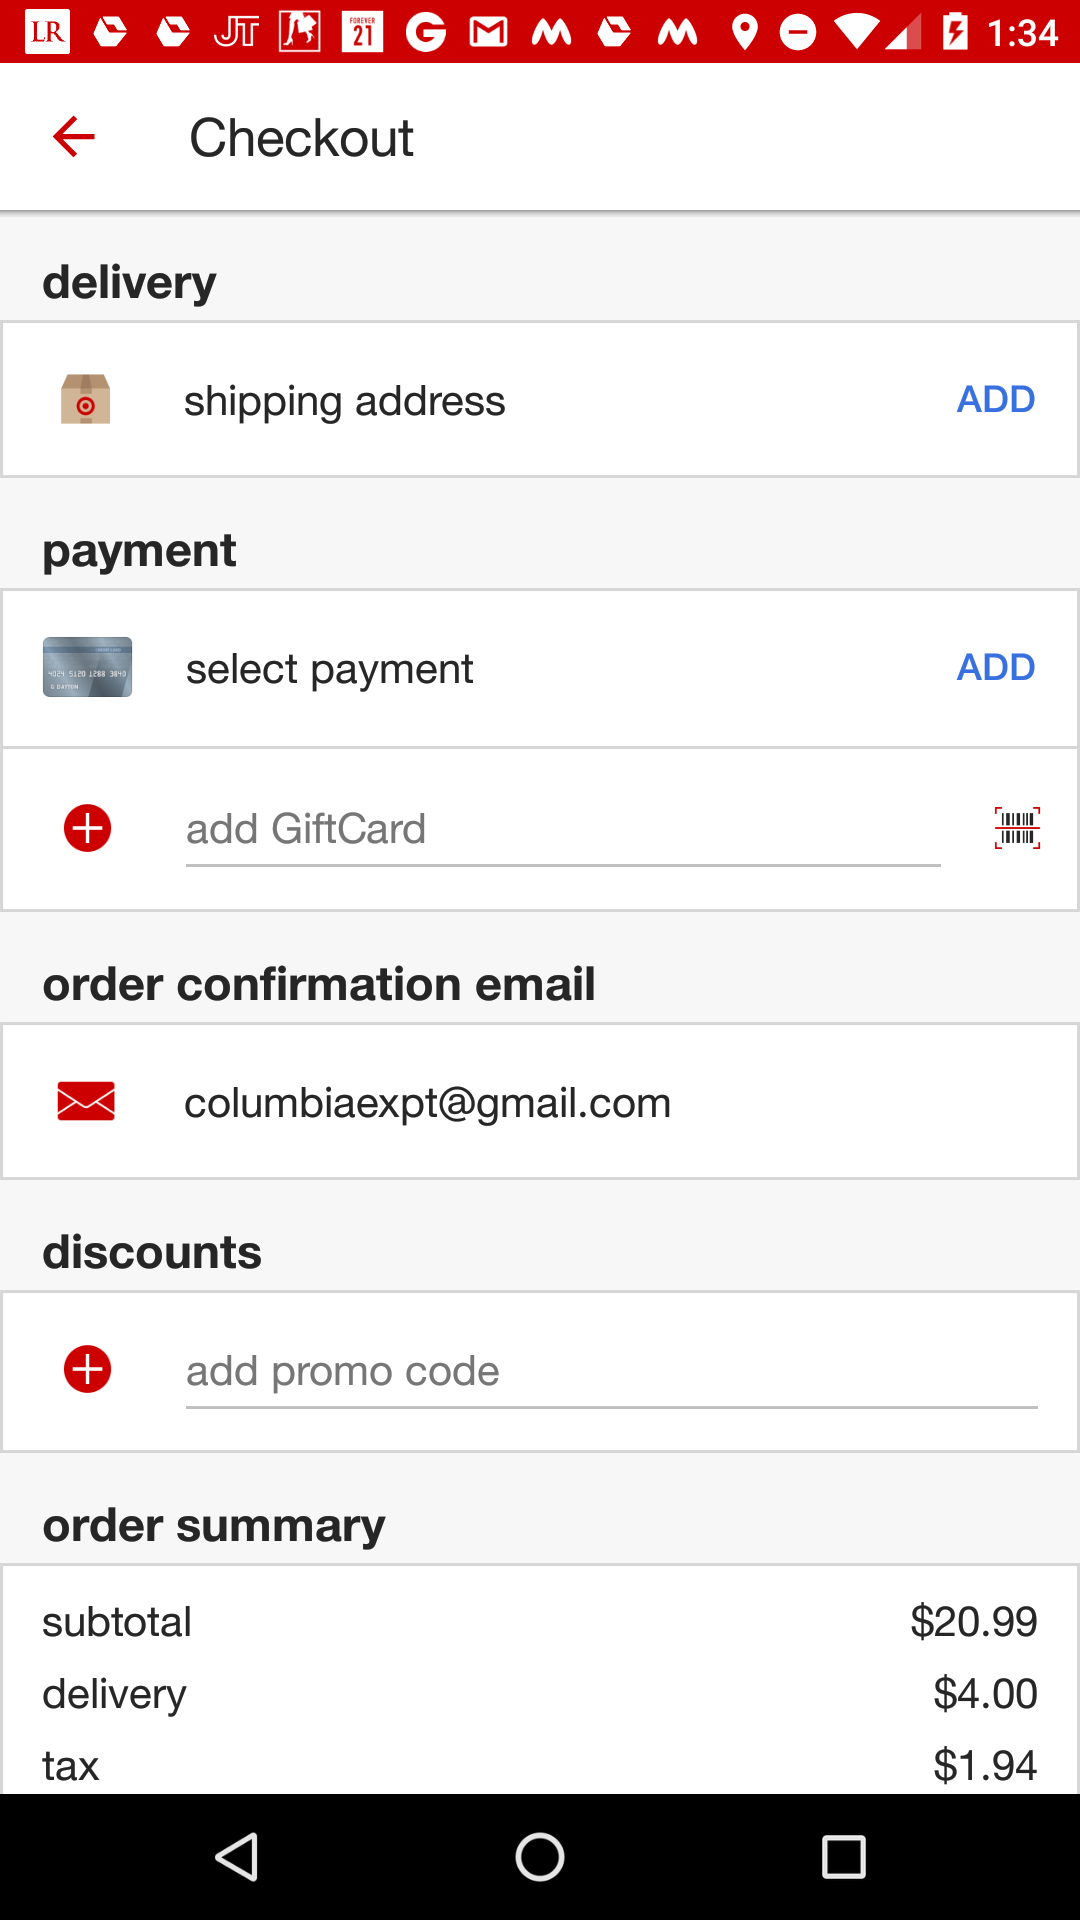 LR JT FOREVER 21 G 1:34
Checkout
delivery
shipping address ADD
payment
select payment ADD
add GiftCard
order confirmation email
columbiaexpt@gmail.com
discounts
add promo code
order summary
subtotal $20.99
delivery $4.00
tax $1.94